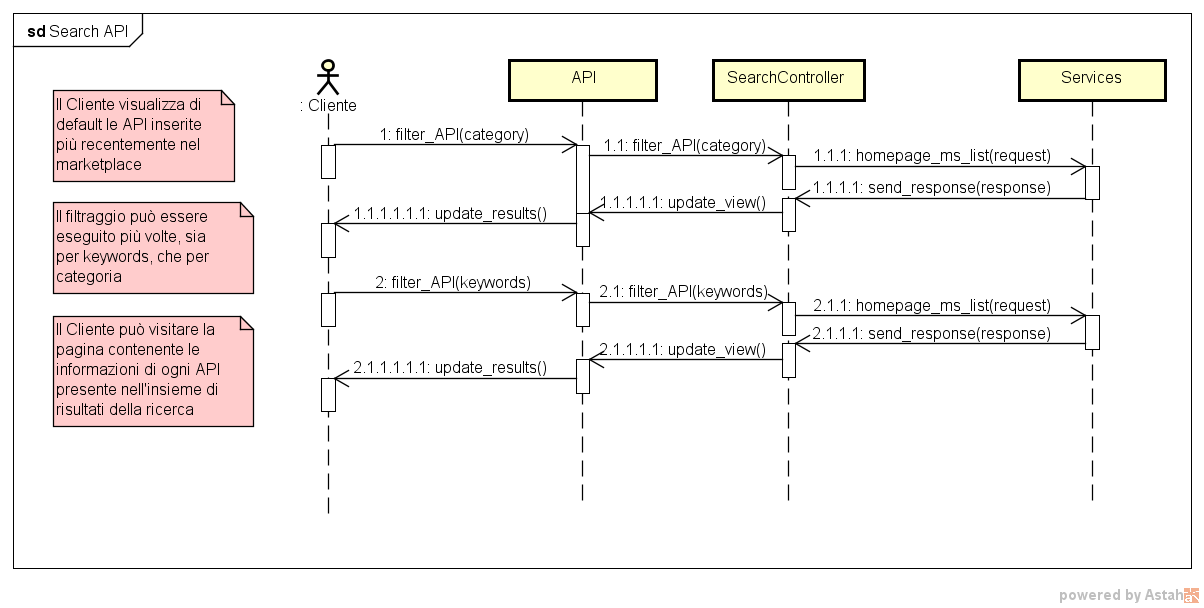 sd Search API
: Cliente
API
SearchController
Services
Il Cliente visualizza di
default le API inserite
più recentemente nel
marketplace
Il filtraggio può essere
eseguito più volte, sia
per keywords, che per
categoria
Il Cliente può visitare la
pagina contenente le
informazioni di ogni API
presente nell'insieme di
risultati della ricerca
1: filter_API(category)
1.1: filter_API(category)
1.1.1: homepage_ms_list(request)
1.1.1.1: send_response(response)
1.1.1.1.1: update_view()
1.1.1.1.1.1: update_results()
2: filter_API(keywords)
2.1: filter_API(keywords)
2.1.1: homepage_ms_list(request)
2.1.1.1: send_response(response)
2.1.1.1.1: update_view()
2.1.1.1.1.1: update_results()
powered by Astah